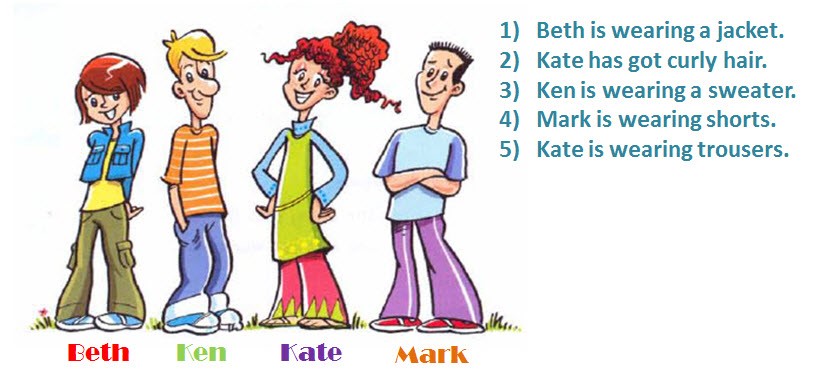 1) Beth is wearing a jacket.
2) Kate has got curly hair.
3) Ken is wearing a sweater.
4) Mark is wearing shorts.
5) Kate is wearing trousers.
Beth Ken Kate Mark